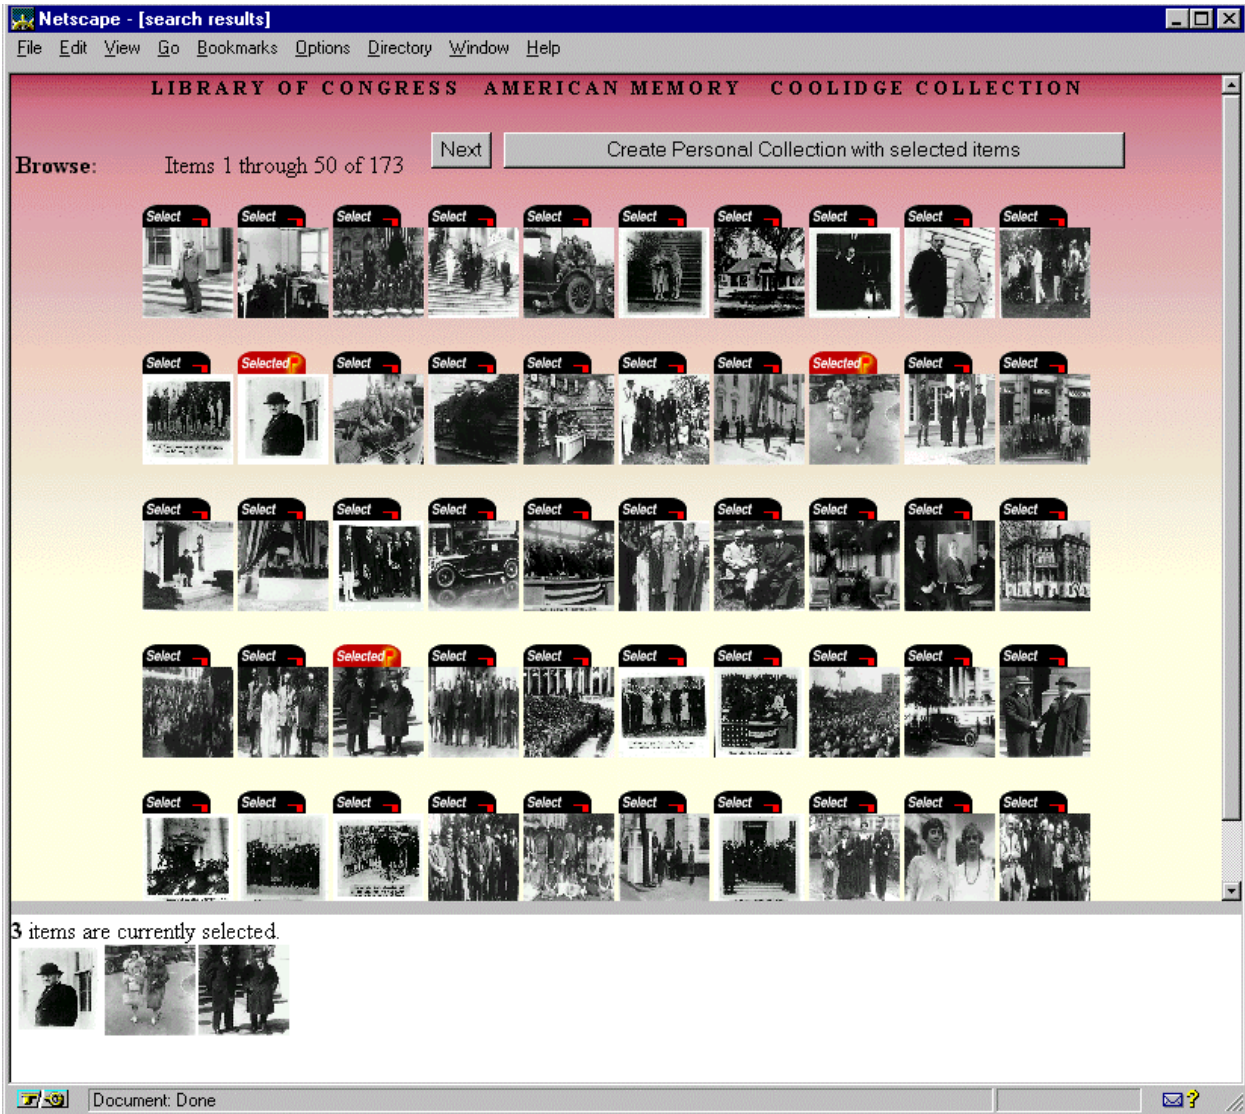 Netscape - [search results]
File Edit View Go Bookmarks Options Directory Window Help
LIBRARY OF CONGRESS AMERICAN MEMORY COOLIDGE COLLECTION
Browse: Items 1 through 50 of 173 Next Create Personal Collection with selected items
Select Select Select Select Select Select Select Select Select Select
Select Selected Select Select Select Select Select Selected Select Select
Select Select Select Select Select Select Select Select Select Select
Select Select Selected Select Select Select Select Select Select Select
Select Select Select Select Select Select Select Select Select Select
3 items are currently selected.
Document: Done